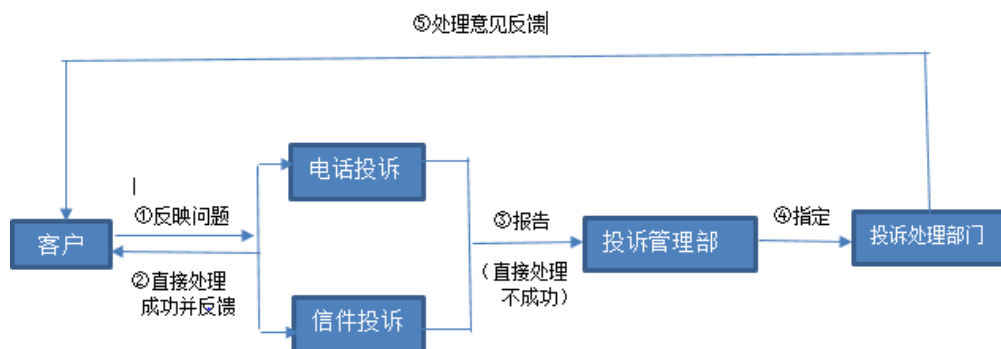 ⑤处理意见反馈
电话投诉
①反映问题
客户
②直接处理
成功并反馈
信件投诉
③报告
（直接处理
不成功）
投诉管理部
④指定
投诉处理部门